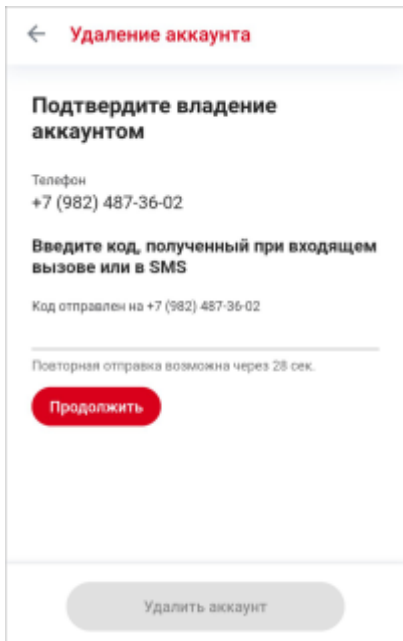 Удаление аккаунта
Подтвердите владение
аккаунтом
Телефон
+7 (982) 487-36-02
Введите код, полученный при входящем
вызове или в SMS
Код отправлен на +7 (982) 487-36-02
Повторная отправка возможна через 28 сек.
Продолжить
Удалить аккаунт